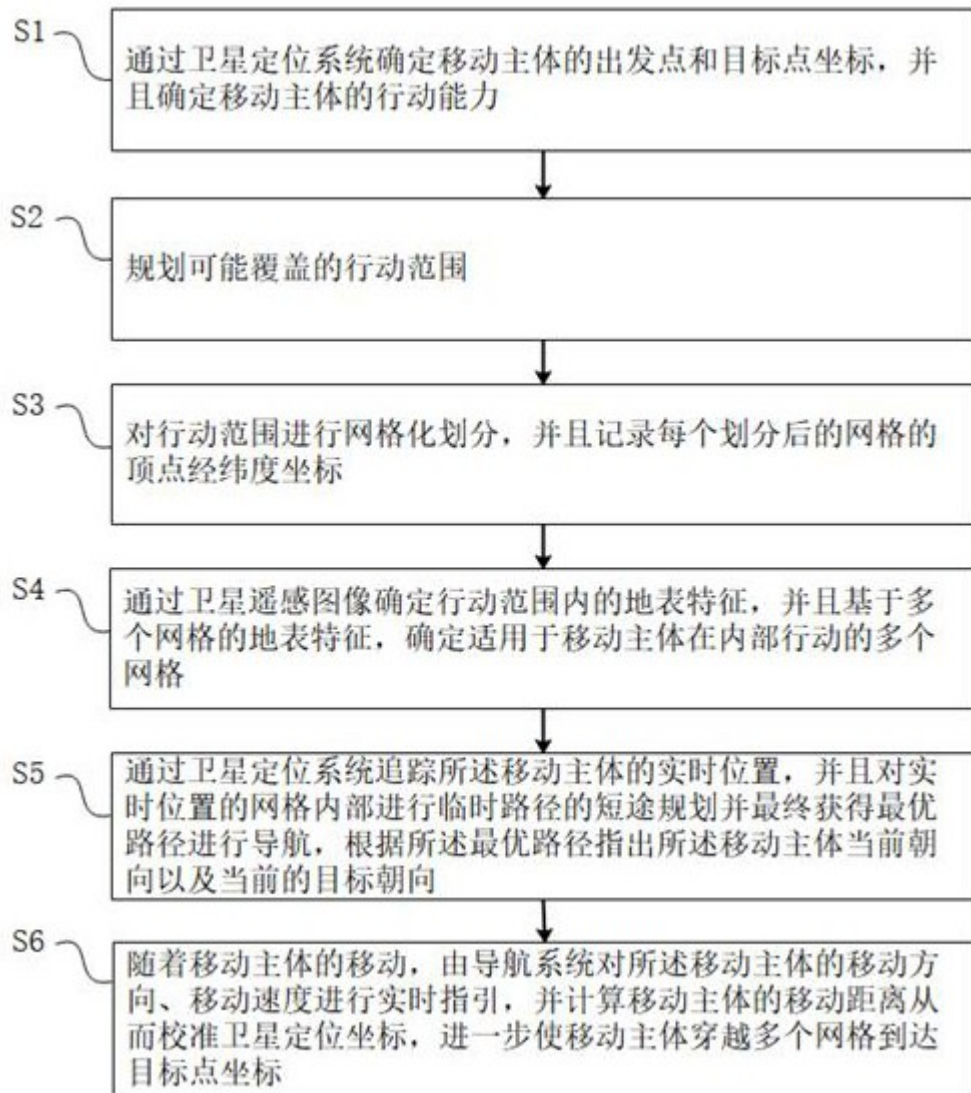 S1
通过卫星定位系统确定移动主体的出发点和目标点坐标，并
且确定移动主体的行动能力
S2
规划可能覆盖的行动范围
S3
对行动范围进行网格化划分，并且记录每个划分后的网格的
顶点经纬度坐标
S4
通过卫星遥感图像确定行动范围内的地表特征，并且基于多
个网格的地表特征，确定适用于移动主体在内部行动的多个
网格
S5
通过卫星定位系统追踪所述移动主体的实时位置，并且对实
时位置的网格内部进行临时路径的短途规划并最终获得最优
路径进行导航，根据所述最优路径指出所述移动主体当前朝
向以及当前的目标朝向
S6
随着移动主体的移动，由导航系统对所述移动主体的移动方
向、移动速度进行实时指引，并计算移动主体的移动距离从
而校准卫星定位坐标，进一步使移动主体穿越多个网格到达
目标点坐标